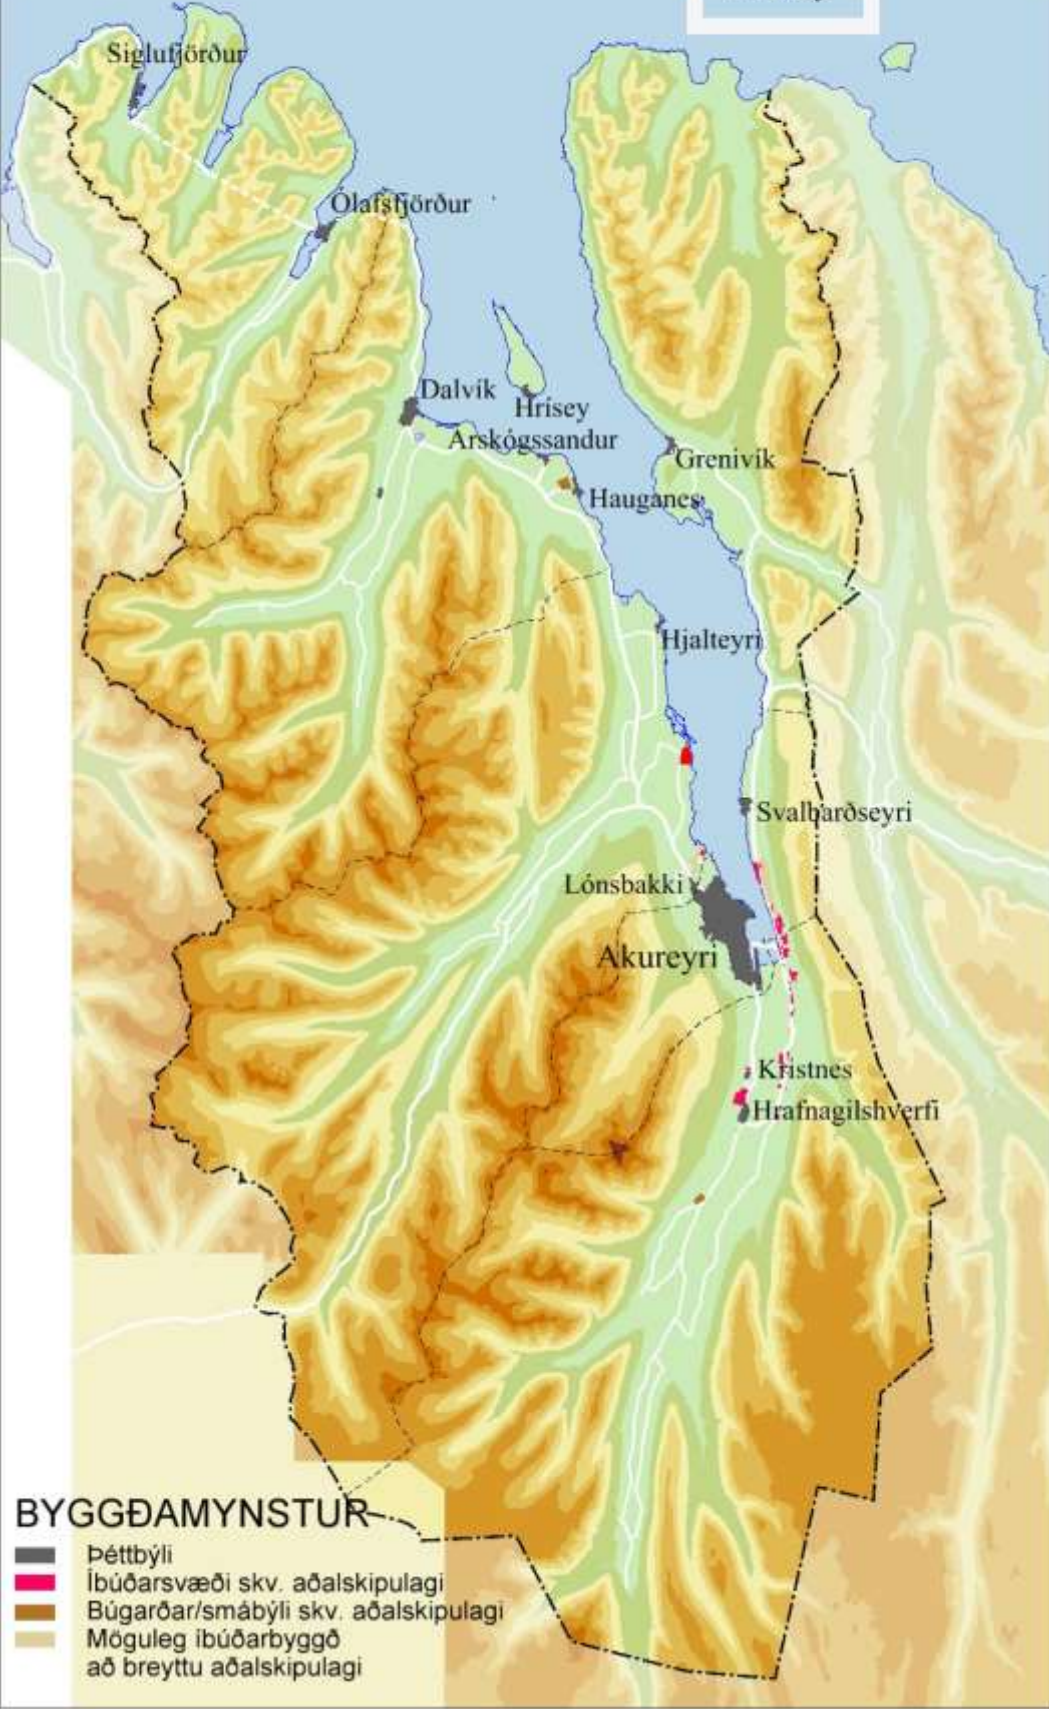 Siglufjörður
Ólafsfjörður
Dalvík
Hrísey
Arskógssandur
Grenivík
Hauganes
Hjalteyri
Svalbarðseyri
Lónsbakki
Akureyri
Kristnes
Hrafnagilshverfi
BYGGÐAMYNSTUR
Þéttbýli
Íbúðarsvæði skv. aðalskipulagi
Búgarðar/smábýli skv. aðalskipulagi
Möguleg íbúðarbyggð
að breyttu aðalskipulagi